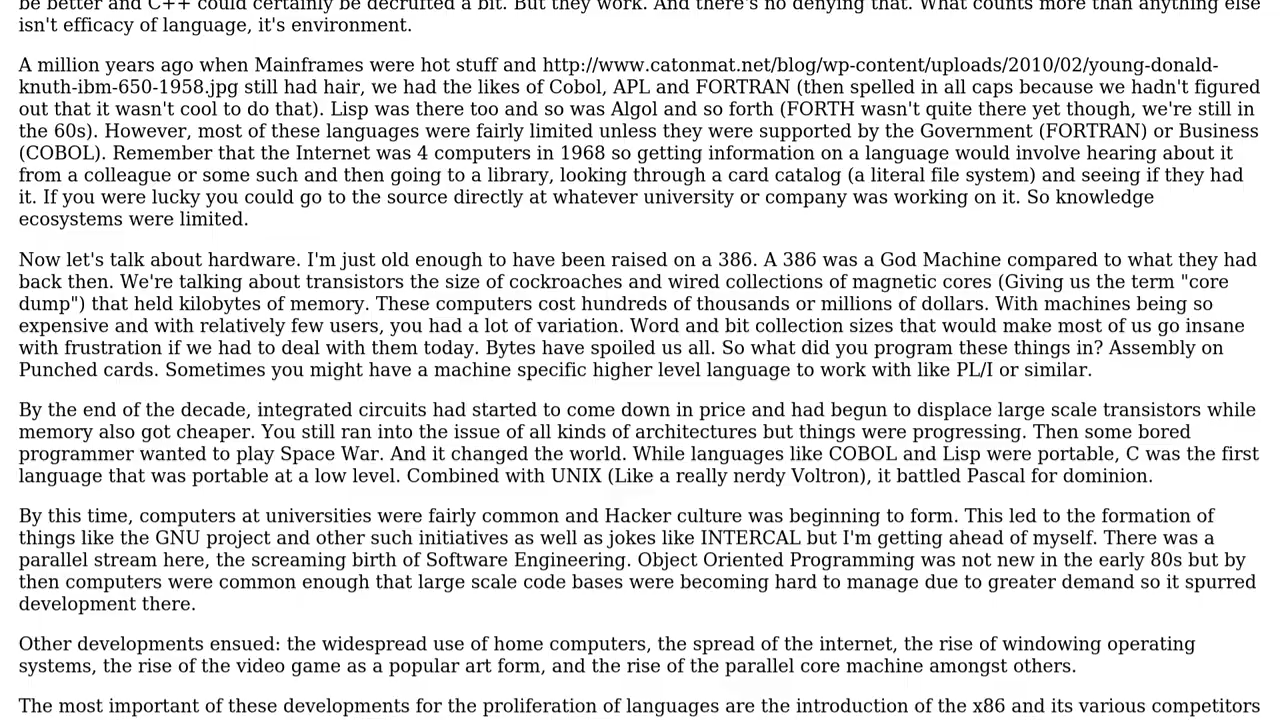 be better and C++ could certainly be decrufted a bit. But they work. And there's no denying that. What counts more than anything else
isn't efficacy of language, it's environment.
A million years ago when Mainframes were hot stuff and http://www.catonmat.net/blog/wp-content/uploads/2010/02/young-donald-
knuth-ibm-650-1958.jpg still had hair, we had the likes of Cobol, APL and FORTRAN (then spelled in all caps because we hadn't figured
out that it wasn't cool to do that). Lisp was there too and so was Algol and so forth (FORTH wasn't quite there yet though, we're still in
the 60s). However, most of these languages were fairly limited unless they were supported by the Government (FORTRAN) or Business
(COBOL). Remember that the Internet was 4 computers in 1968 so getting information on a language would involve hearing about it
from a colleague or some such and then going to a library, looking through a card catalog (a literal file system) and seeing if they had
it. If you were lucky you could go to the source directly at whatever university or company was working on it. So knowledge
ecosystems were limited.
Now let's talk about hardware. I'm just old enough to have been raised on a 386. A 386 was a God Machine compared to what they had
back then. We're talking about transistors the size of cockroaches and wired collections of magnetic cores (Giving us the term "core
dump") that held kilobytes of memory. These computers cost hundreds of thousands or millions of dollars. With machines being so
expensive and with relatively few users, you had a lot of variation. Word and bit collection sizes that would make most of us go insane
with frustration if we had to deal with them today. Bytes have spoiled us all. So what did you program these things in? Assembly on
Punched cards. Sometimes you might have a machine specific higher level language to work with like PL/I or similar.
By the end of the decade, integrated circuits had started to come down in price and had begun to displace large scale transistors while
memory also got cheaper. You still ran into the issue of all kinds of architectures but things were progressing. Then some bored
programmer wanted to play Space War. And it changed the world. While languages like COBOL and Lisp were portable, C was the first
language that was portable at a low level. Combined with UNIX (Like a really nerdy Voltron), it battled Pascal for dominion.
By this time, computers at universities were fairly common and Hacker culture was beginning to form. This led to the formation of
things like the GNU project and other such initiatives as well as jokes like INTERCAL but I'm getting ahead of myself. There was a
parallel stream here, the screaming birth of Software Engineering. Object Oriented Programming was not new in the early 80s but by
then computers were common enough that large scale code bases were becoming hard to manage due to greater demand so it spurred
development there.
Other developments ensued: the widespread use of home computers, the spread of the internet, the rise of windowing operating
systems, the rise of the video game as a popular art form, and the rise of the parallel core machine amongst others.
The most important of these developments for the proliferation of languages are the introduction of the x86 and its various competitors